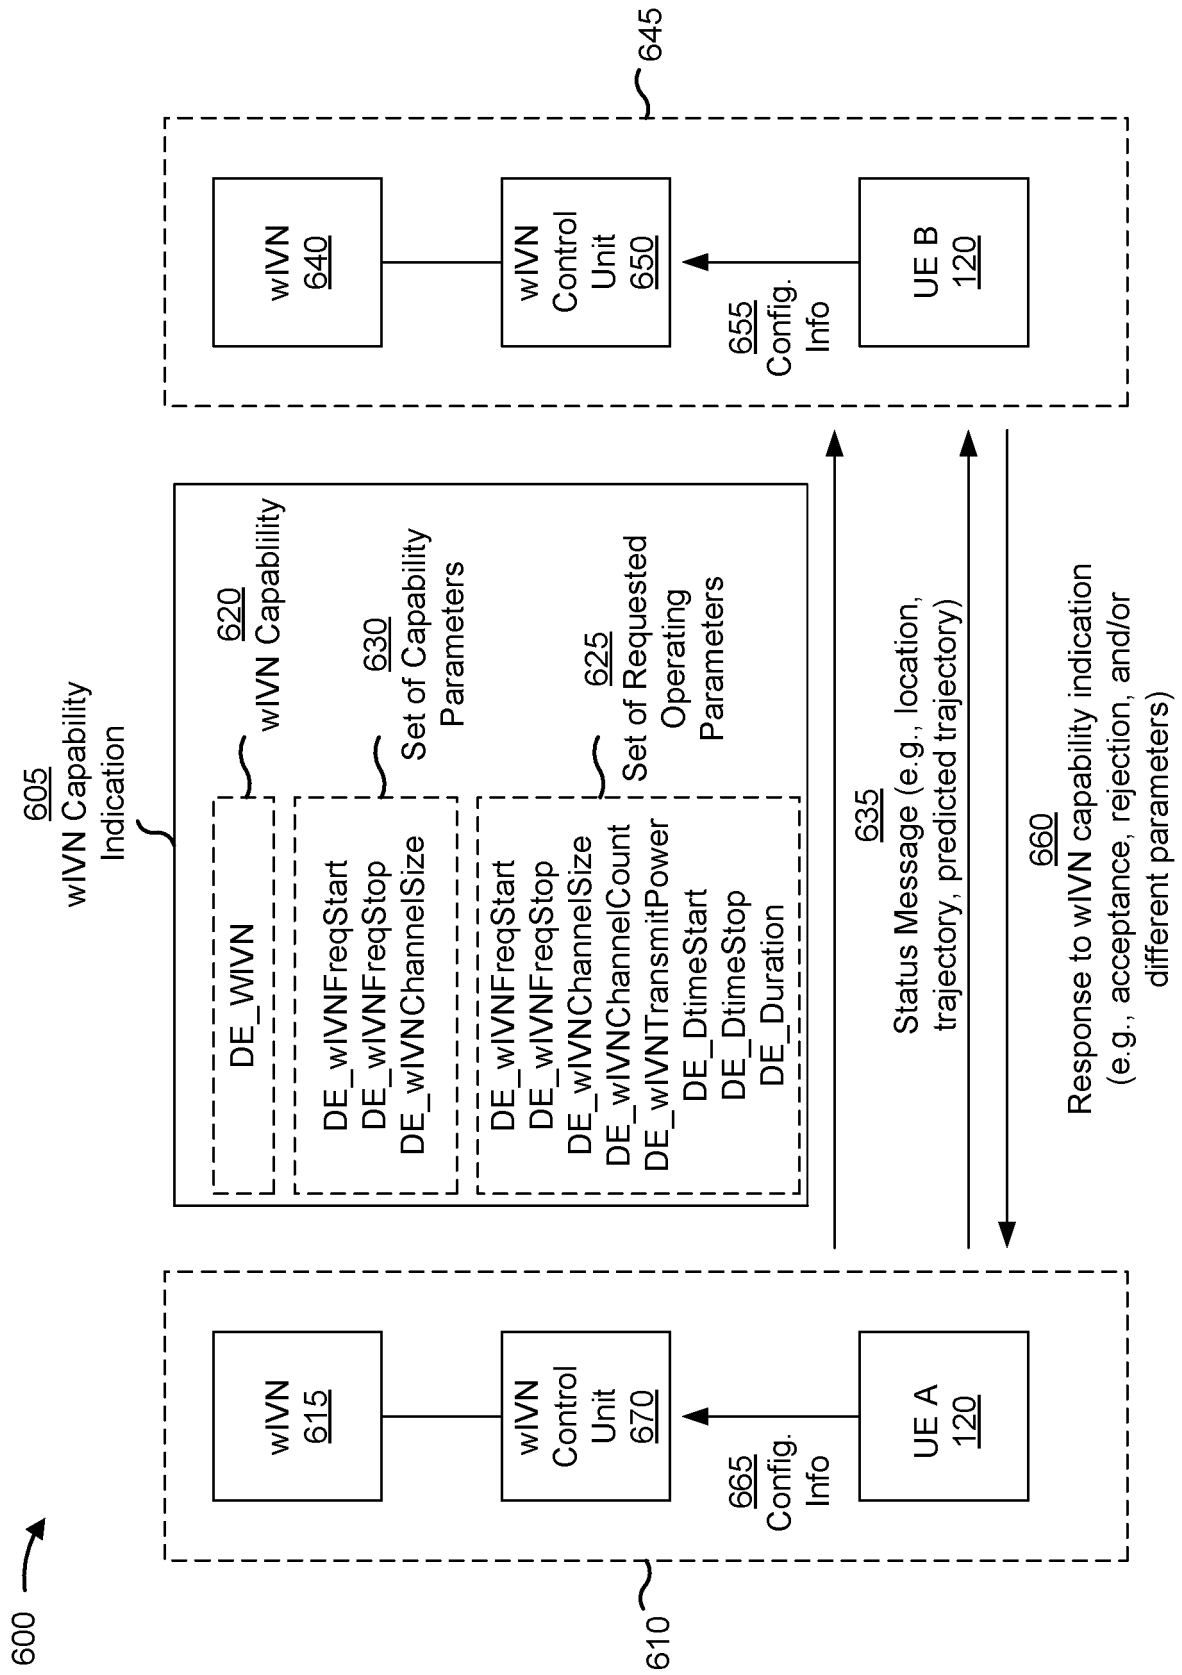 600
605
wIVN Capability
Indication
DE_WIVN
620
wIVN Capablility
DE_wIVNFreqStart
DE_wIVNFreqStop
DE_wIVNChannelSize
630
Set of Capability
Parameters
DE_wIVNFreqStart
DE_wIVNFreqStop
DE_wIVNChannelSize
DE_wIVNChannelCount
DE_wIVNTransmitPower
DE_DtimeStart
DE_DtimeStop
DE_Duration
625
Set of Requested
Operating
Parameters
wIVN
615
wIVN
Control
Unit
670
665
Config.
Info
UE A
120
610
635
Status Message (e.g., location,
trajectory, predicted trajectory)
660
Response to wIVN capability indication
(e.g., acceptance, rejection, and/or
different parameters)
wIVN
640
wIVN
Control
Unit
650
655
Config.
Info
UE B
120
645